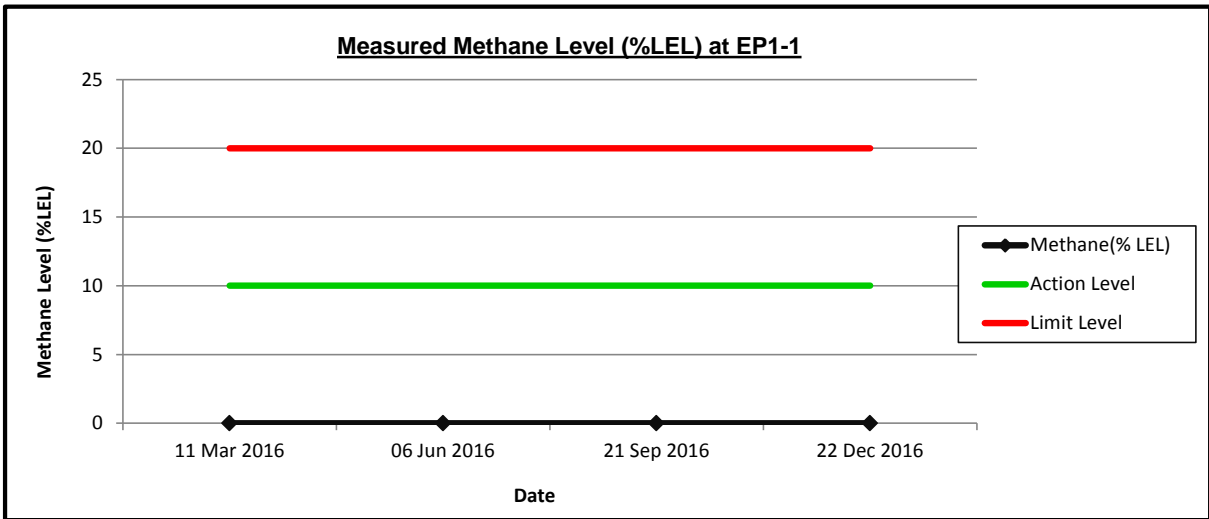 Measured Methane Level (%LEL) at EP1-1
25
20
15
10
5
0
Methane Level (%LEL)
11 Mar 2016
06 Jun 2016
21 Sep 2016
22 Dec 2016
Date
Methane(% LEL)
Action Level
Limit Level